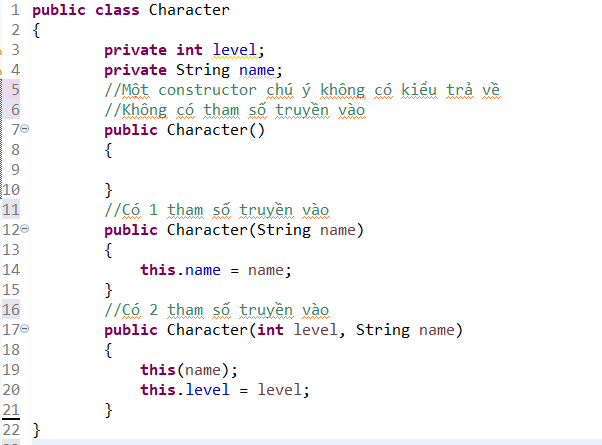 1 public class Character
2 {
3 private int level;
4 private String name;
5 //Một constructor chú ý không có kiểu trả về
6 //Không có tham số truyền vào
7 public Character()
8 {
9
10 }
11 //Có 1 tham số truyền vào
12 public Character(String name)
13 {
14 this.name = name;
15 }
16 //Có 2 tham số truyền vào
17 public Character(int level, String name)
18 {
19 this(name);
20 this.level = level;
21 }
22 }